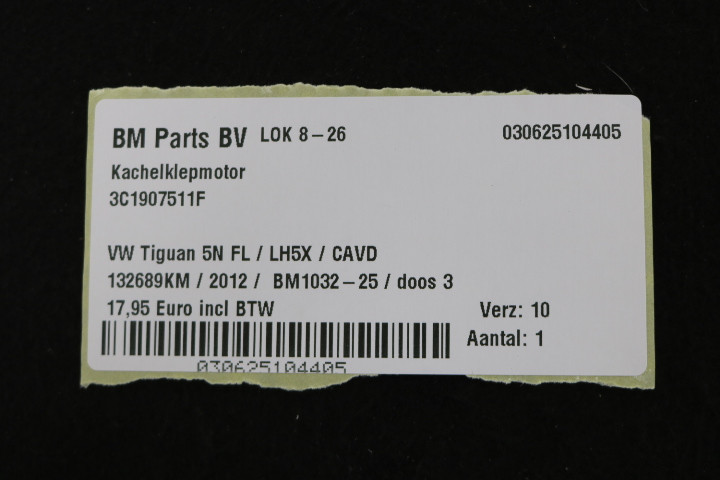 BM Parts BV LOK 8-26 030625104405
Kachelklepmotor
3C1907511F
VW Tiguan 5N FL / LH5X / CAVD
132689KM / 2012 / BM1032-25 / doos 3
17,95 Euro incl BTW Verz: 10
Aantal: 1
030625104405